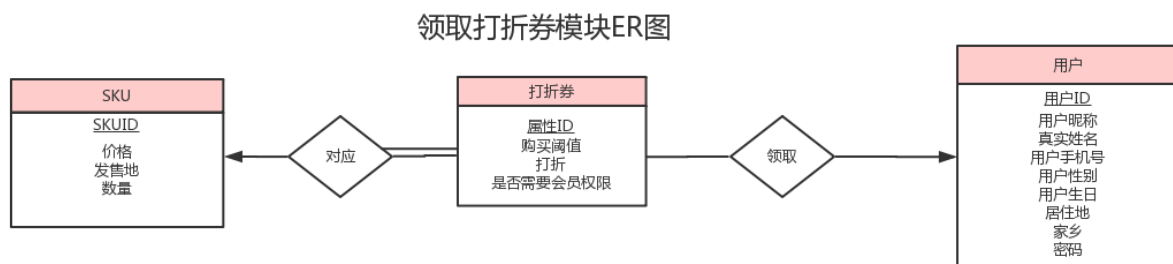 领取打折券模块ER图
SKU
SKUID
价格
发售地
数量
对应
打折券
属性ID
购买阈值
打折
是否需要会员权限
领取
用户
用户ID
用户昵称
真实姓名
用户手机号
用户性别
用户生日
居住地
家乡
密码